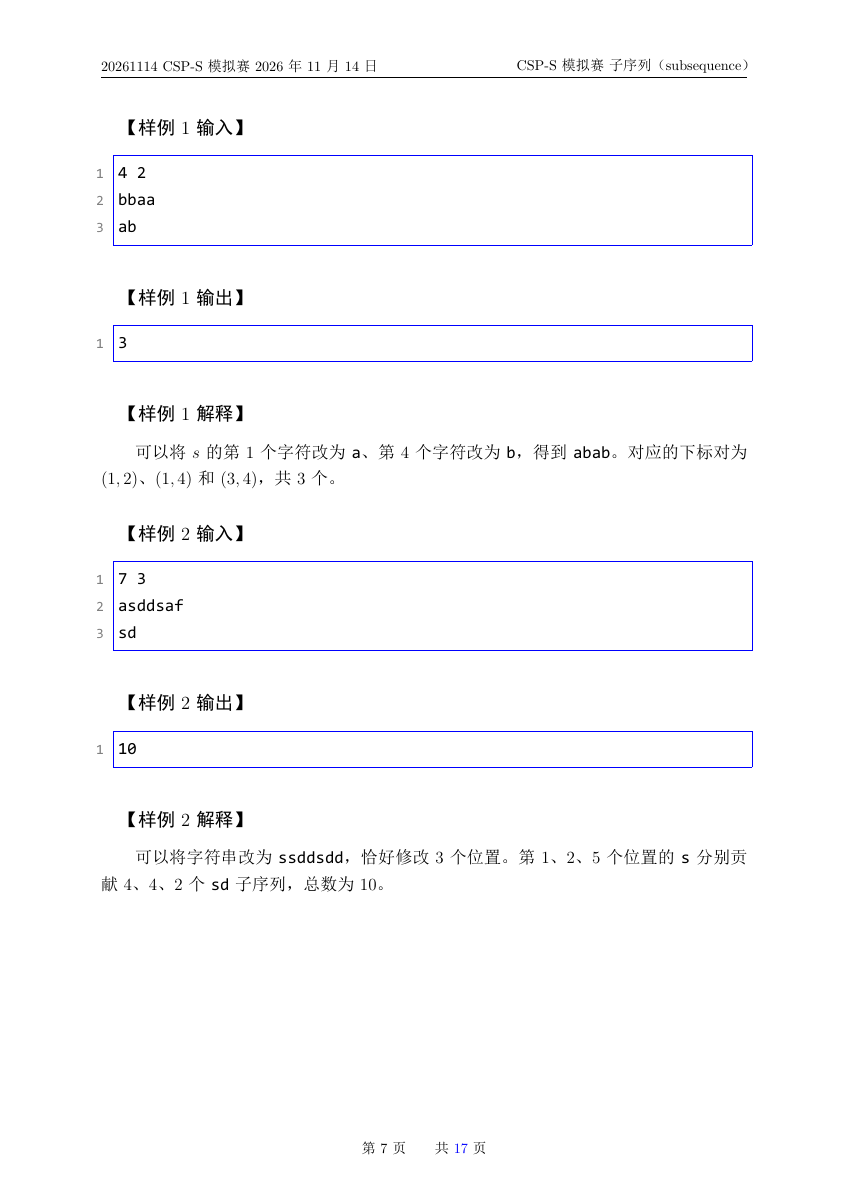 20261114 CSP-S 模拟赛 2026 年 11 月 14 日 CSP-S 模拟赛 子序列（subsequence）
【样例 1 输入】
1 4 2
2 bbaa
3 ab
【样例 1 输出】
1 3
【样例 1 解释】
可以将 s 的第 1 个字符改为 a、第 4 个字符改为 b，得到 abab。对应的下标对为
(1, 2)、(1, 4) 和 (3, 4)，共 3 个。
【样例 2 输入】
1 7 3
2 asddsaf
3 sd
【样例 2 输出】
1 10
【样例 2 解释】
可以将字符串改为 ssddsdd，恰好修改 3 个位置。第 1、2、5 个位置的 s 分别贡
献 4、4、2 个 sd 子序列，总数为 10。
第 7 页 共 17 页